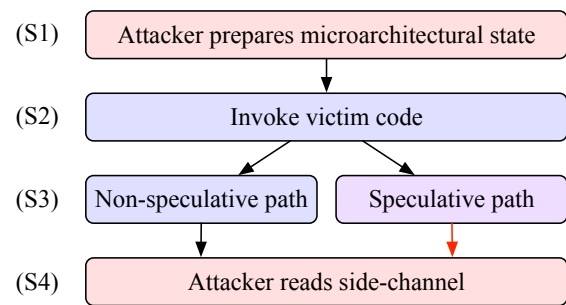 (S1) Attacker prepares microarchitectural state
(S2) Invoke victim code
(S3) Non-speculative path Speculative path
(S4) Attacker reads side-channel